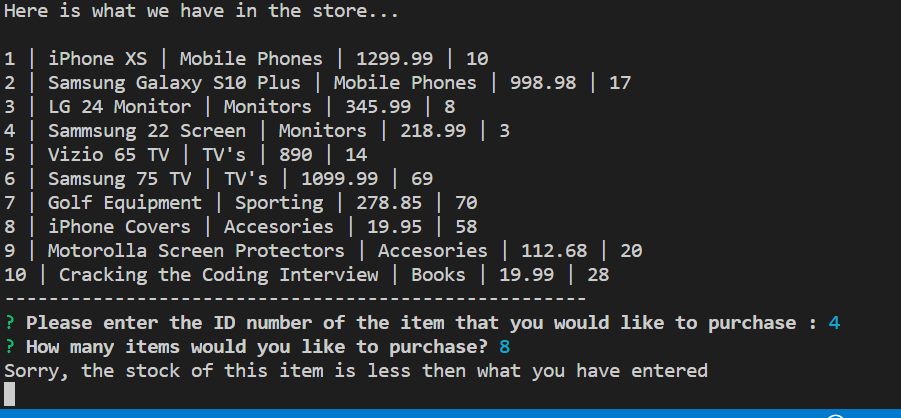 Here is what we have in the store...
1 | iPhone XS | Mobile Phones | 1299.99 | 10
2 | Samsung Galaxy S10 Plus | Mobile Phones | 998.98 | 17
3 | LG 24 Monitor | Monitors | 345.99 | 8
4 | Sammsung 22 Screen | Monitors | 218.99 | 3
5 | Vizio 65 TV | TV's | 890 | 14
6 | Samsung 75 TV | TV's | 1099.99 | 69
7 | Golf Equipment | Sporting | 278.85 | 70
8 | iPhone Covers | Accesories | 19.95 | 58
9 | Motorolla Screen Protectors | Accesories | 112.68 | 20
10 | Cracking the Coding Interview | Books | 19.99 | 28
-----------------------------------------------------
? Please enter the ID number of the item that you would like to purchase : 4
? How many items would you like to purchase? 8
Sorry, the stock of this item is less then what you have entered